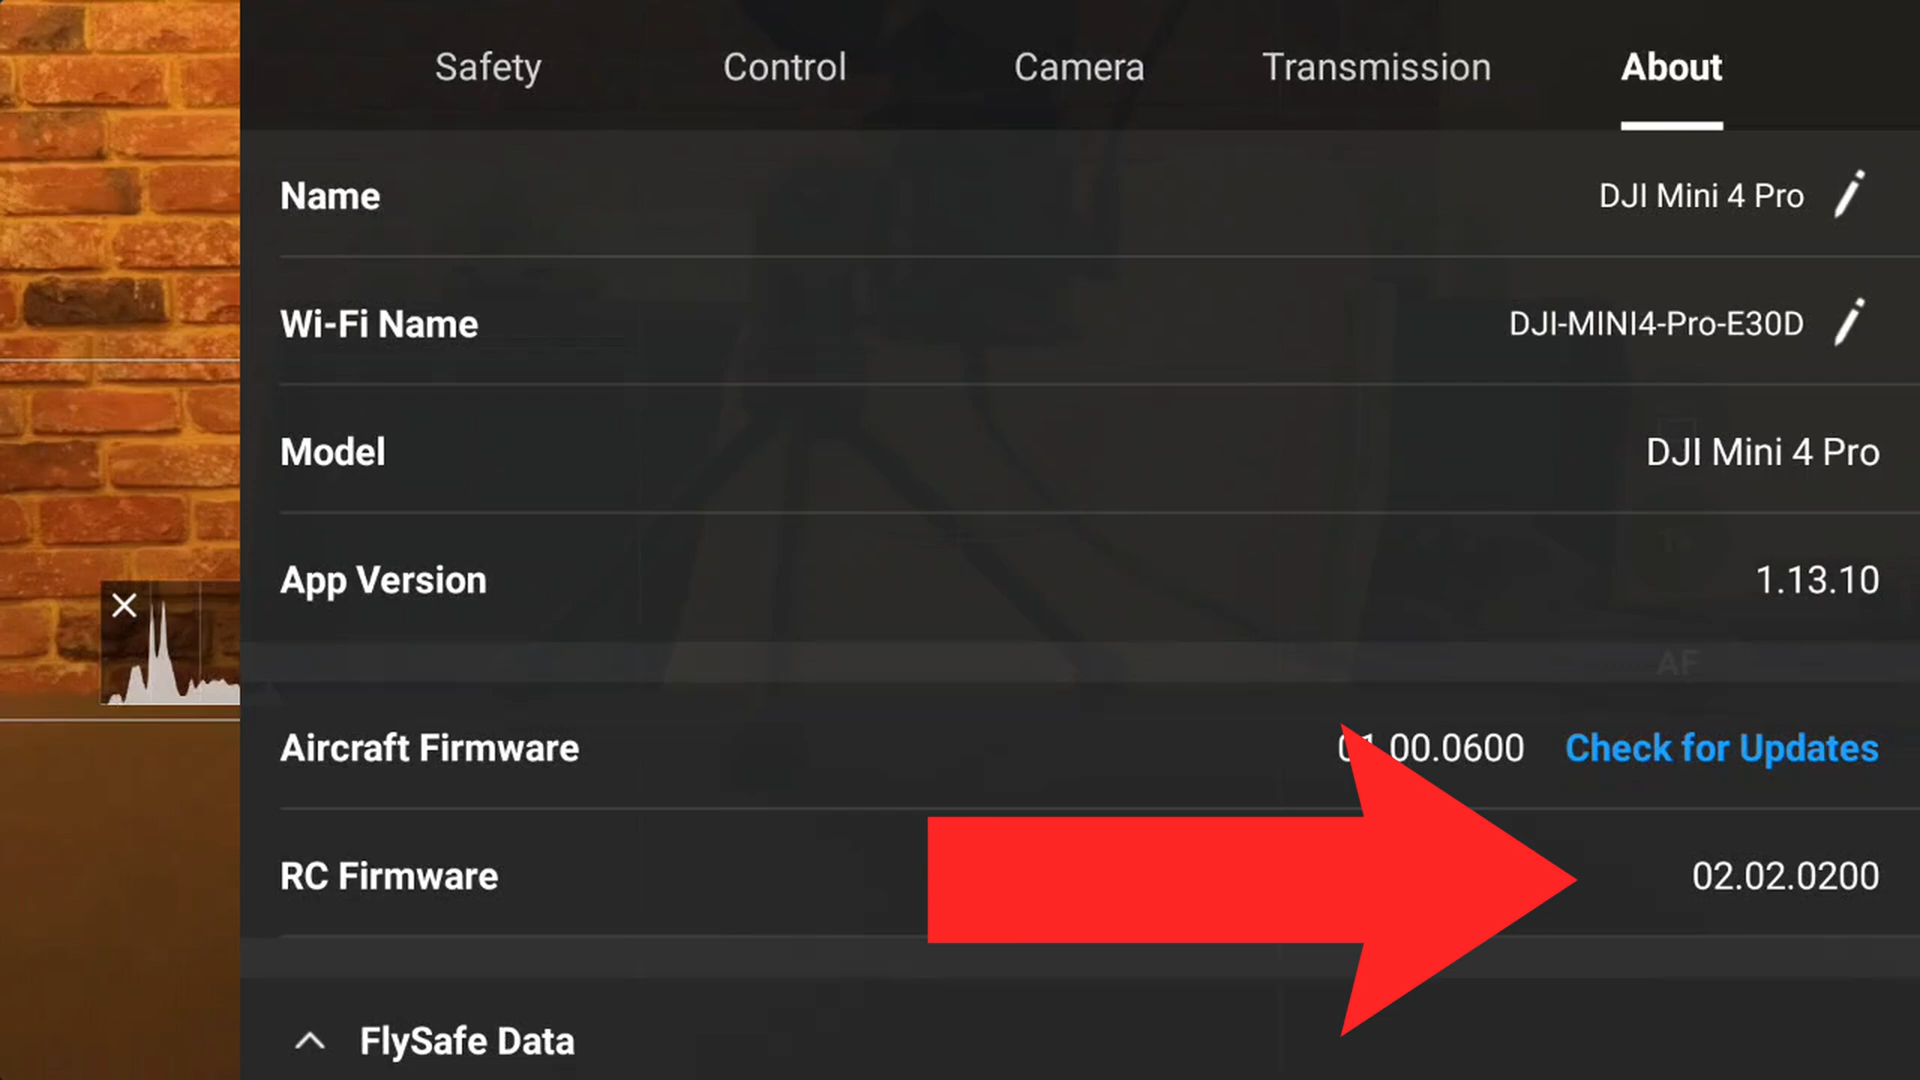 Safety Control Camera Transmission About
Name DJI Mini 4 Pro
Wi-Fi Name DJI-MINI4-Pro-E30D
Model DJI Mini 4 Pro
App Version 1.13.10
AF
Aircraft Firmware 01.00.0600 Check for Updates
RC Firmware 02.02.0200
FlySafe Data